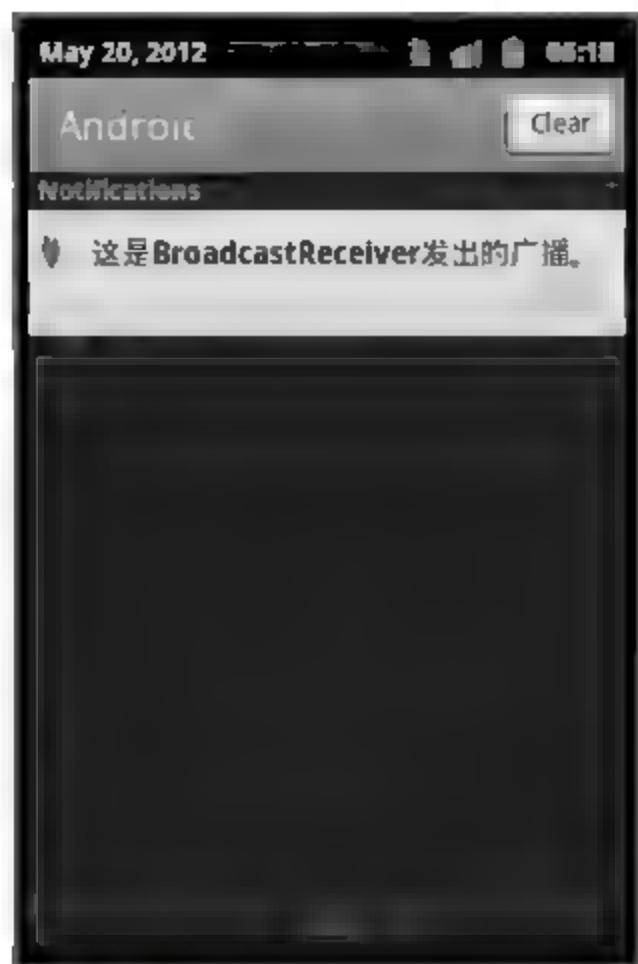 May 20, 2012
Android
Clear
Notifications
这是BroadcastReceiver发出的广播。